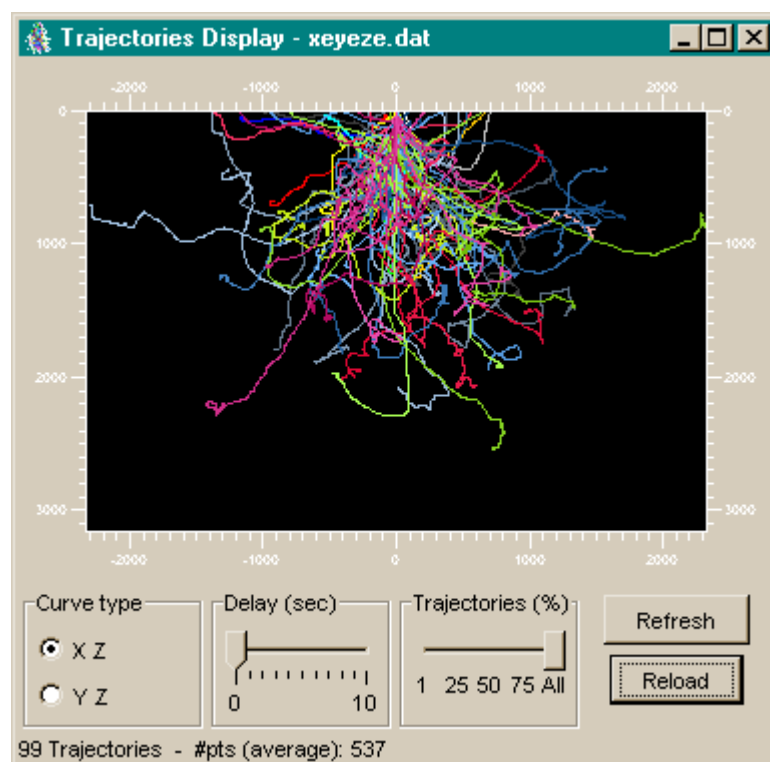 Trajectories Display - xeyeze.dat
-2000 -1000 0 1000 2000
0 0
1000 1000
2000 2000
3000 3000
-2000 -1000 0 1000 2000
Curve type Delay (sec) Trajectories (%) Refresh
X Z
Y Z 0 10 1 25 50 75 All Reload
99 Trajectories - #pts (average): 537